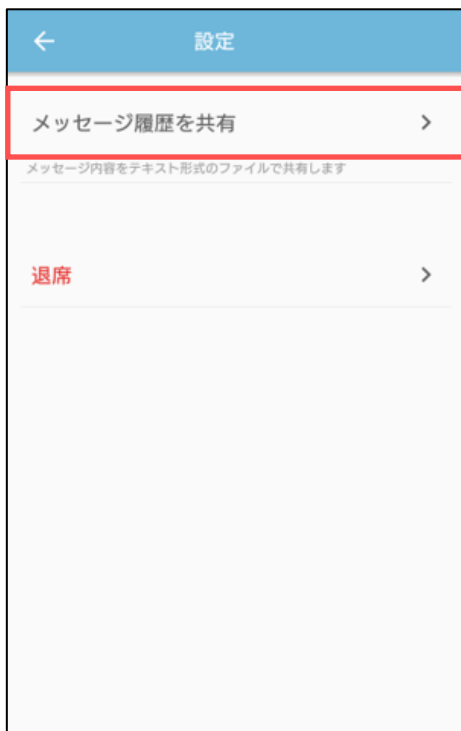 設定
メッセージ履歴を共有
メッセージ内容をテキスト形式のファイルで共有します
退席